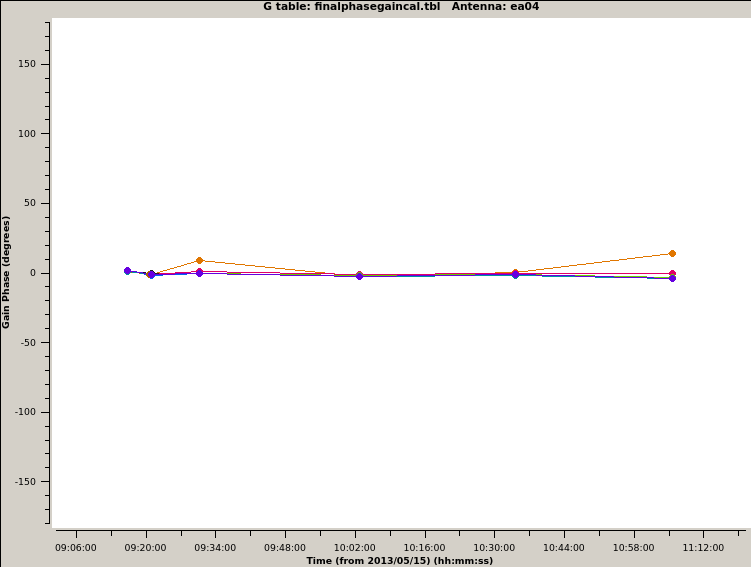 G table: finalphasegaincal.tbl Antenna: ea04
Gain Phase (degrees)
150
100
50
0
-50
-100
-150
09:06:00 09:20:00 09:34:00 09:48:00 10:02:00 10:16:00 10:30:00 10:44:00 10:58:00 11:12:00
Time (from 2013/05/15) (hh:mm:ss)